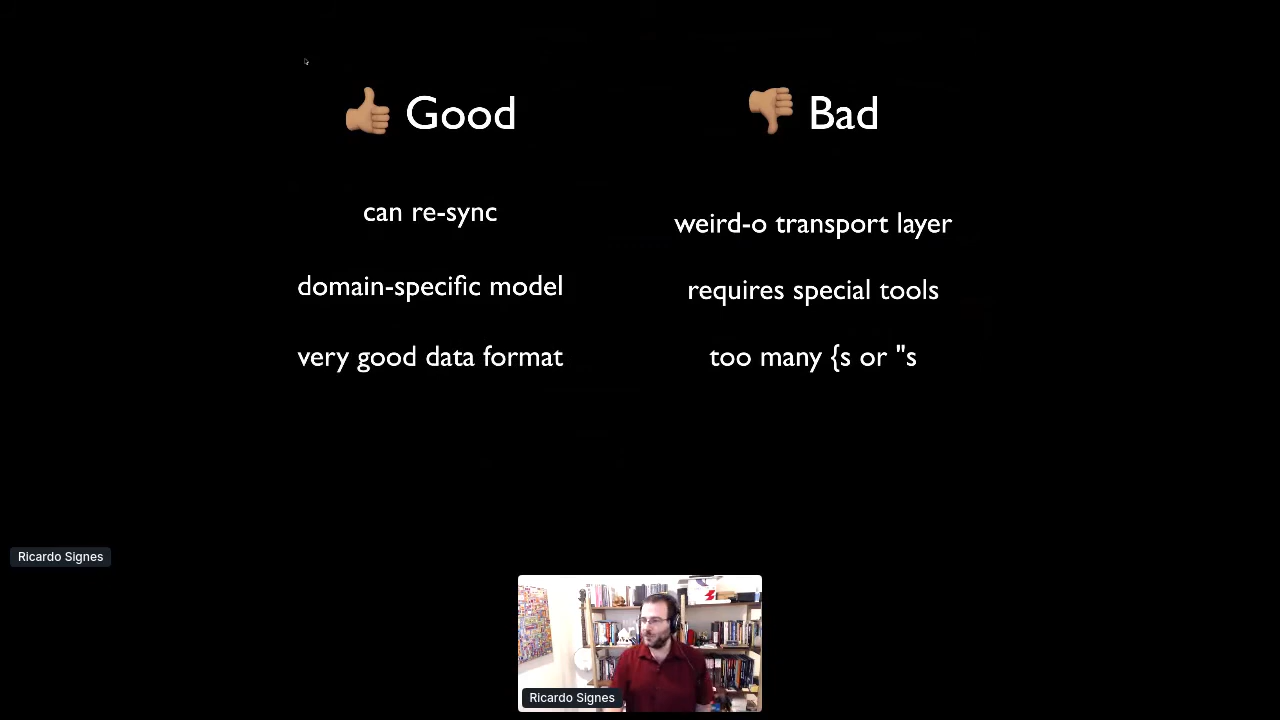 👍🏽 Good
👎🏽 Bad
can re-sync
weird-o transport layer
domain-specific model
requires special tools
very good data format
too many {s or "s
Ricardo Signes
Ricardo Signes